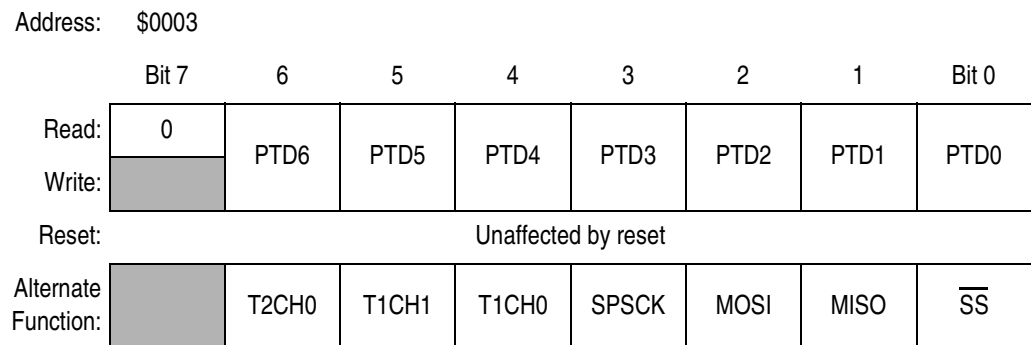 Address: $0003
Bit 7 6 5 4 3 2 1 Bit 0
Read: 0 PTD6 PTD5 PTD4 PTD3 PTD2 PTD1 PTD0
Write:
Reset: Unaffected by reset
Alternate Function: T2CH0 T1CH1 T1CH0 SPSCK MOSI MISO S̅S̅